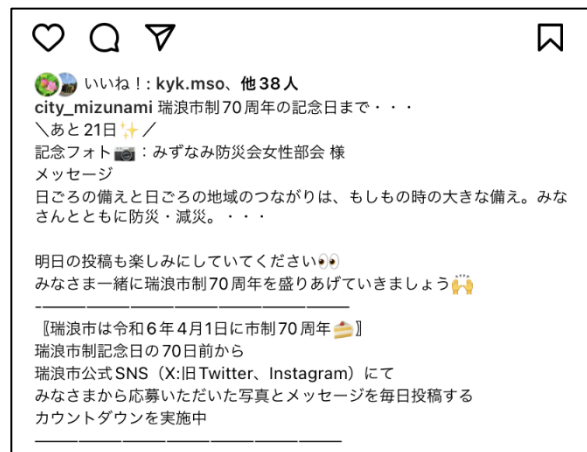 いいね！: kyk.mso、他38人
city_mizunami 瑞浪市制70周年の記念日まで・・・
＼あと21日✨／
記念フォト📷：みずなみ防災会女性部会 様
メッセージ
日ごろの備えと日ごろの地域のつながりは、もしもの時の大きな備え。みな
さんとともに防災・減災。・・・
明日の投稿も楽しみにしていてください👀
みなさま一緒に瑞浪市制70周年を盛りあげていきましょう🙌
〖瑞浪市は令和6年4月1日に市制70周年🍰〗
瑞浪市制記念日の70日前から
瑞浪市公式SNS（X:旧Twitter、Instagram）にて
みなさまから応募いただいた写真とメッセージを毎日投稿する
カウントダウンを実施中